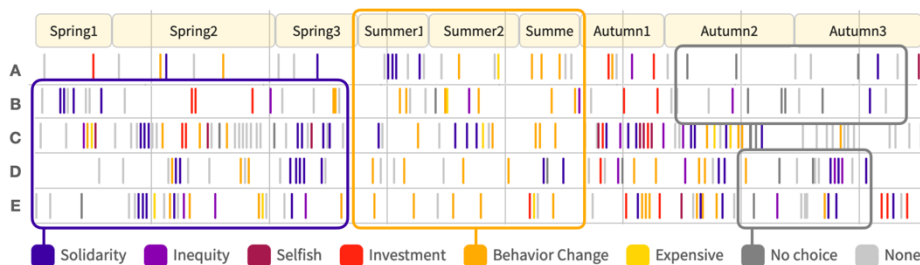 Spring1 Spring2 Spring3 Summer1 Summer2 Summe Autumn1 Autumn2 Autumn3
A
B
C
D
E
Solidarity Inequity Selfish Investment Behavior Change Expensive No choice None